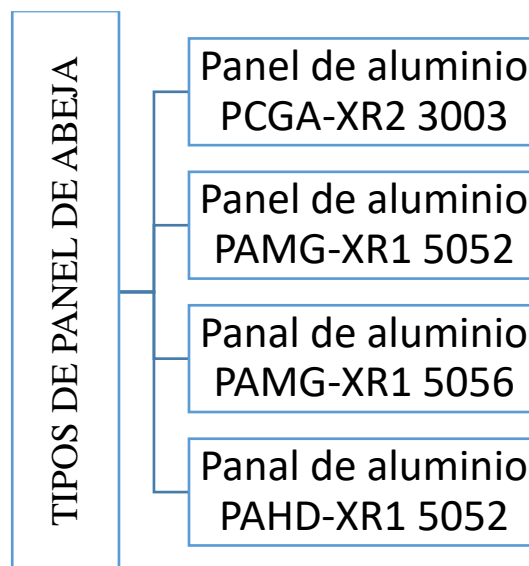 TIPOS DE PANEL DE ABEJA
Panel de aluminio
PCGA-XR2 3003
Panel de aluminio
PAMG-XR1 5052
Panal de aluminio
PAMG-XR1 5056
Panal de aluminio
PAHD-XR1 5052